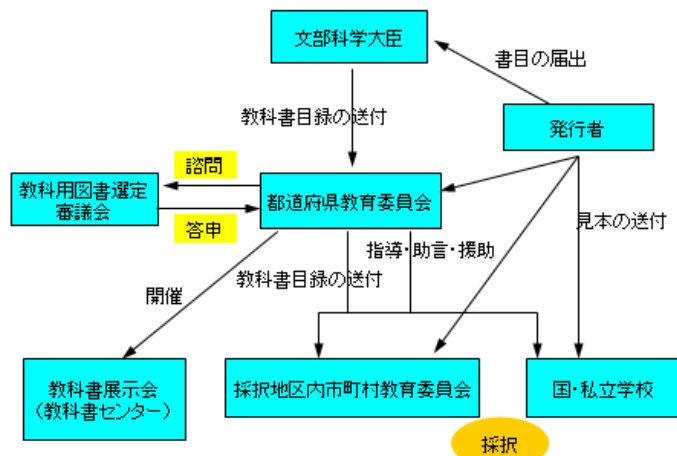 文部科学大臣
書目の届出
教科書目録の送付
発行者
諮問
教科用図書選定
審議会
都道府県教育委員会
答申
見本の送付
指導・助言・援助
教科書目録の送付
開催
教科書展示会
（教科書センター）
採択地区内市町村教育委員会
国・私立学校
採択